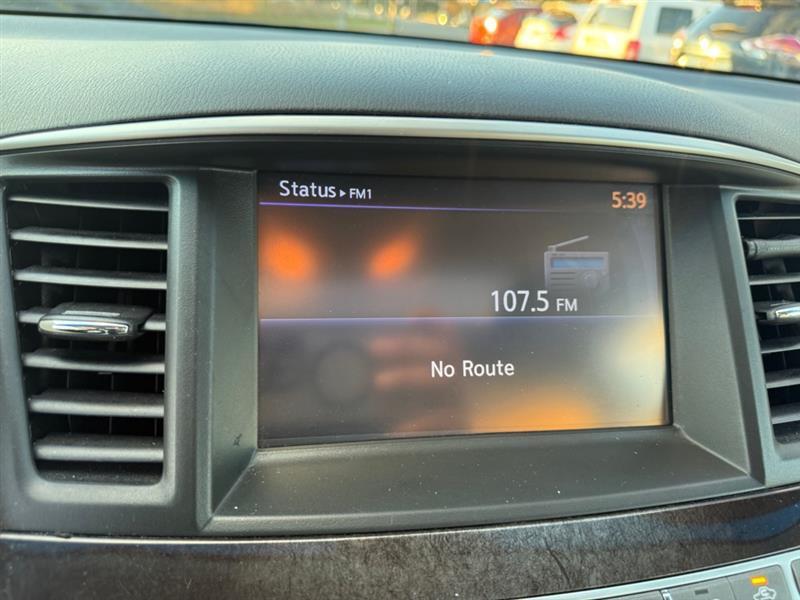 Status ▸ FM1
5:39
107.5 FM
No Route